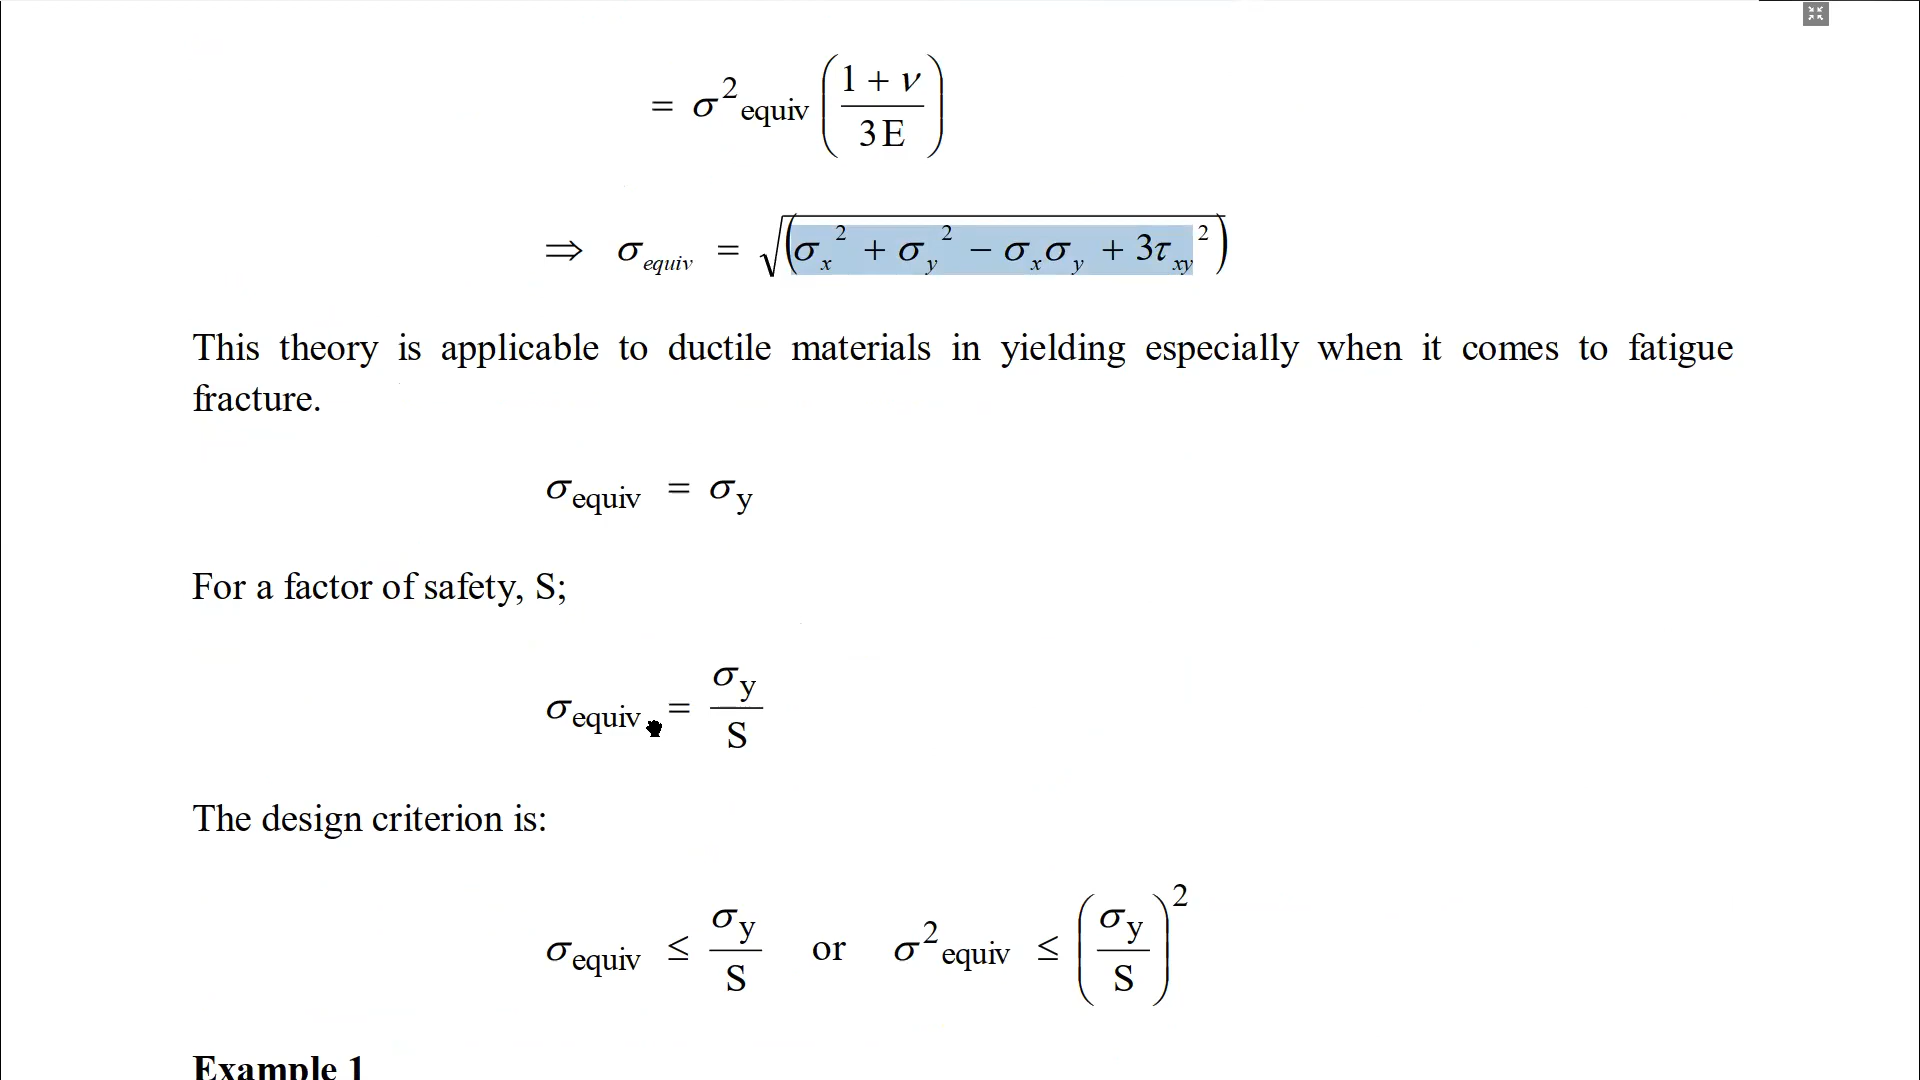 = σ²equiv ((1 + ν) / 3E)
⇒ σequiv = √(σx² + σy² − σxσy + 3τxy²)
This theory is applicable to ductile materials in yielding especially when it comes to fatigue
fracture.
σequiv = σy
For a factor of safety, S;
σequiv = σy / S
The design criterion is:
σequiv ≤ σy / S or σ²equiv ≤ (σy / S)²
Example 1